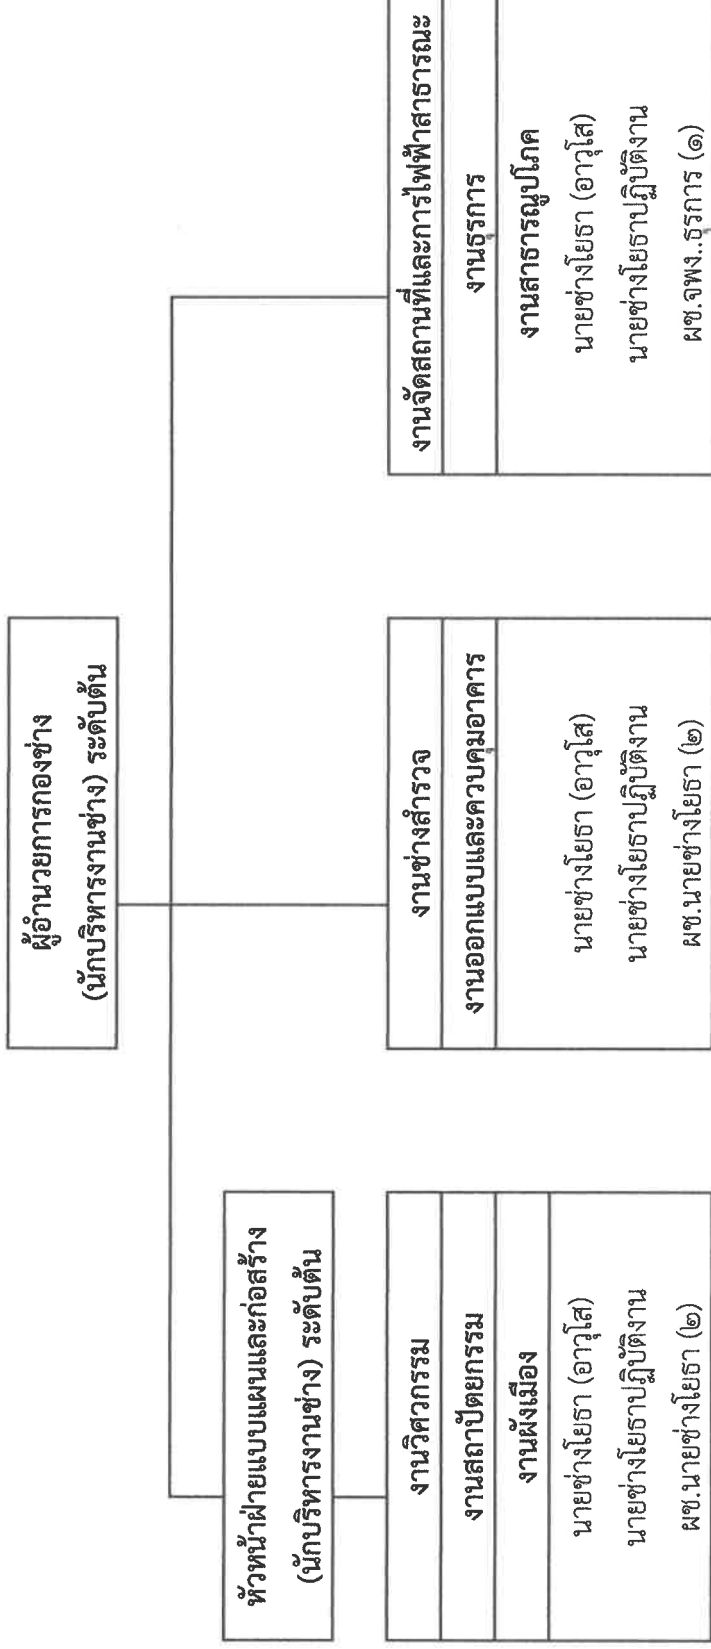 ผู้อำนวยการกองช่าง
(นักบริหารงานช่าง) ระดับต้น
หัวหน้าฝ่ายแบบแผนและก่อสร้าง
(นักบริหารงานช่าง) ระดับต้น
งานวิศวกรรม
งานสถาปัตยกรรม
งานผังเมือง
นายช่างโยธา (อาวุโส)
นายช่างโยธาปฏิบัติงาน
ผช.นายช่างโยธา (๒)
งานช่างสำรวจ
งานออกแบบและควบคุมอาคาร
นายช่างโยธา (อาวุโส)
นายช่างโยธาปฏิบัติงาน
ผช.นายช่างโยธา (๒)
งานจัดสถานที่และการไฟฟ้าสาธารณะ
งานธุรการ
งานสาธารณูปโภค
นายช่างโยธา (อาวุโส)
นายช่างโยธาปฏิบัติงาน
ผช.จพง..ธุรการ (๑)